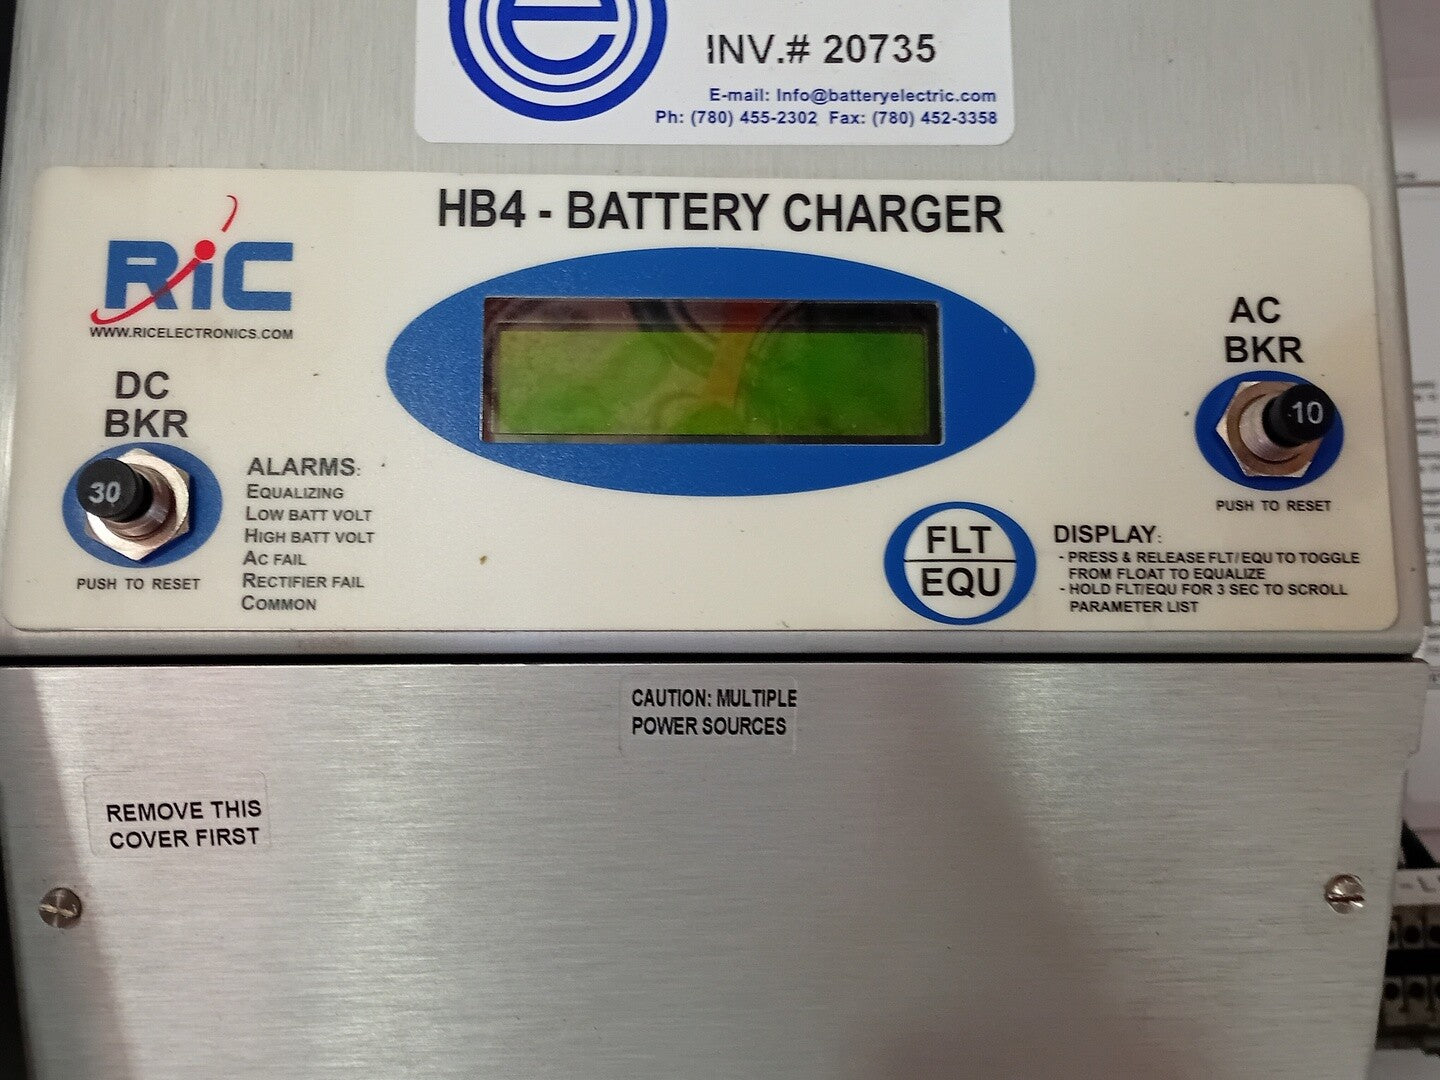 e
INV.# 20735
E-mail: Info@batteryelectric.com
Ph: (780) 455-2302 Fax: (780) 452-3358
HB4 - BATTERY CHARGER
RiC
WWW.RICELECTRONICS.COM
DC
BKR
30
PUSH TO RESET
ALARMS:
EQUALIZING
LOW BATT VOLT
HIGH BATT VOLT
AC FAIL
RECTIFIER FAIL
COMMON
AC
BKR
10
PUSH TO RESET
FLT
EQU
DISPLAY:
- PRESS & RELEASE FLT/EQU TO TOGGLE
FROM FLOAT TO EQUALIZE
- HOLD FLT/EQU FOR 3 SEC TO SCROLL
PARAMETER LIST
CAUTION: MULTIPLE
POWER SOURCES
REMOVE THIS
COVER FIRST